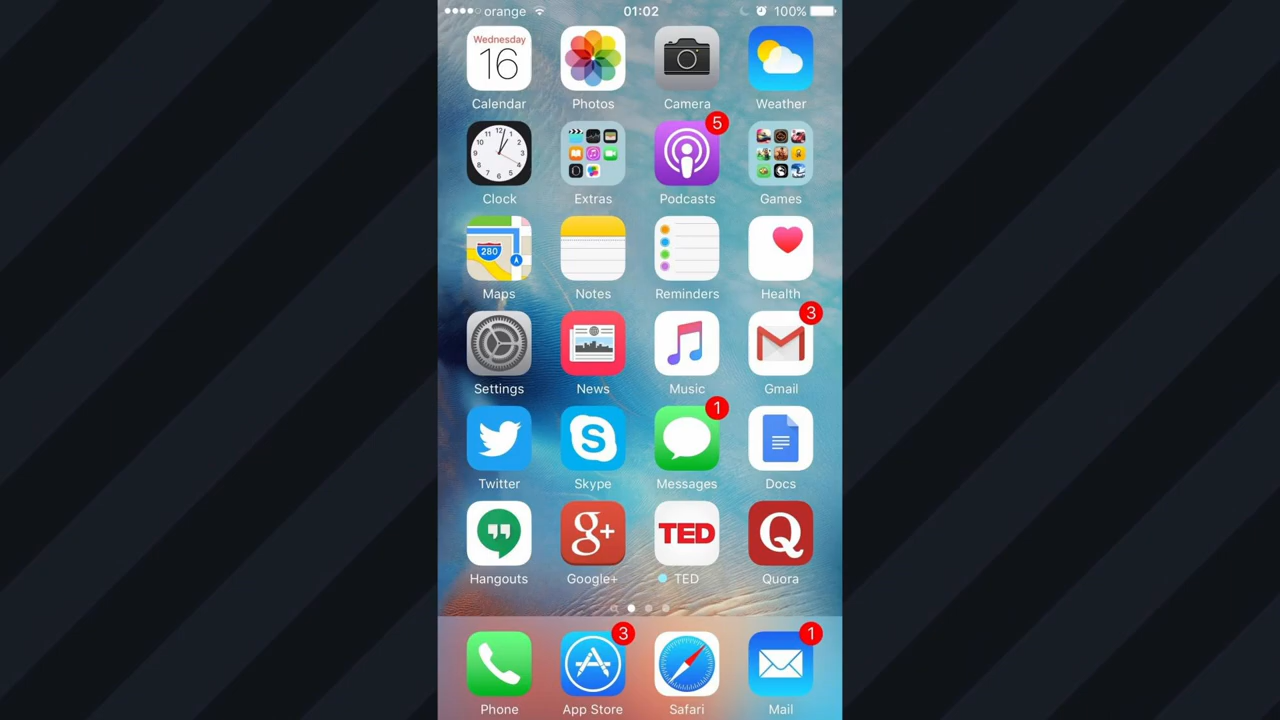 orange 01:02 100%
Wednesday
16
Calendar Photos Camera Weather
5
Clock Extras Podcasts Games
280
Maps Notes Reminders Health
3
Settings News Music Gmail
1
Twitter Skype Messages Docs
g+ TED Q
Hangouts Google+ TED Quora
3 1
Phone App Store Safari Mail